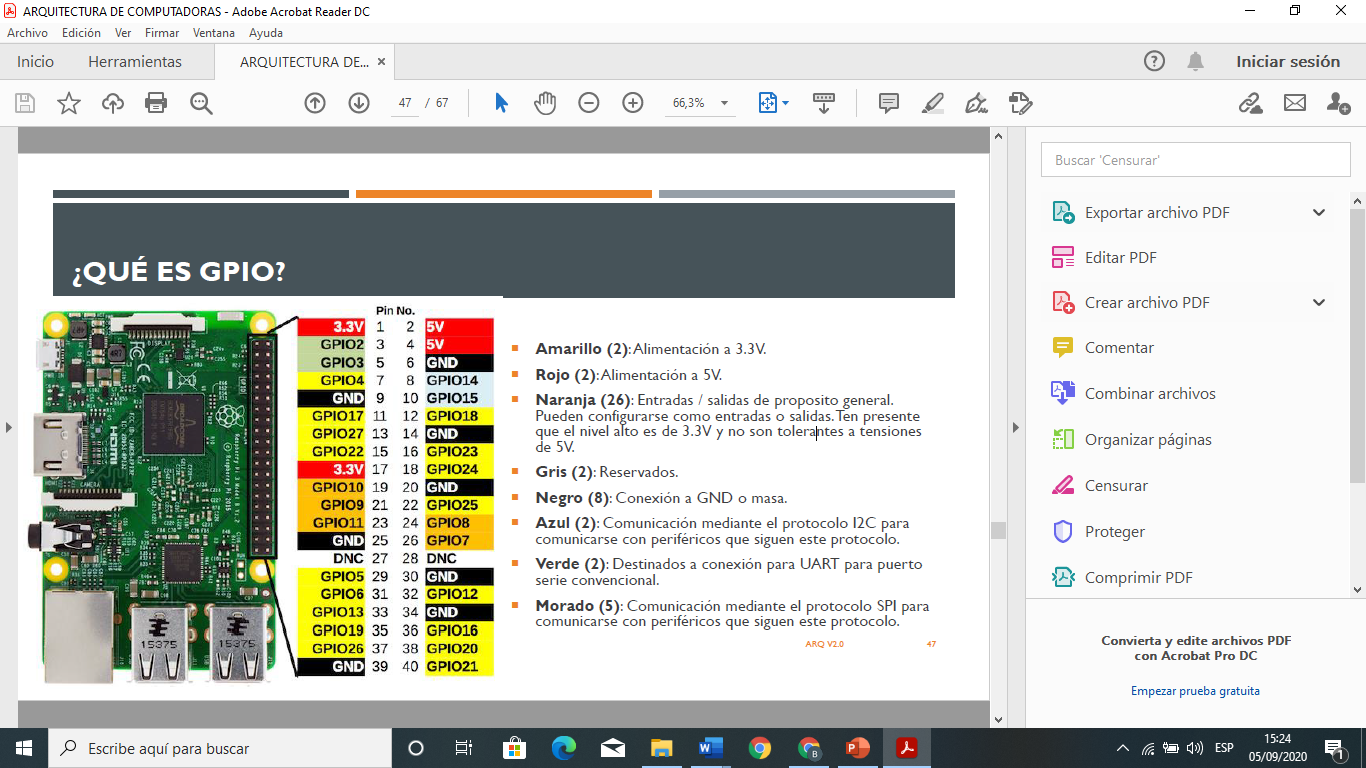 ARQUITECTURA DE COMPUTADORAS - Adobe Acrobat Reader DC
Archivo Edición Ver Firmar Ventana Ayuda
Inicio Herramientas ARQUITECTURA DE... × Iniciar sesión
47 / 67 66,3%
¿QUÉ ES GPIO?
Pin No.
3.3V 1 2 5V
GPIO2 3 4 5V
GPIO3 5 6 GND
GPIO4 7 8 GPIO14
GND 9 10 GPIO15
GPIO17 11 12 GPIO18
GPIO27 13 14 GND
GPIO22 15 16 GPIO23
3.3V 17 18 GPIO24
GPIO10 19 20 GND
GPIO9 21 22 GPIO25
GPIO11 23 24 GPIO8
GND 25 26 GPIO7
DNC 27 28 DNC
GPIO5 29 30 GND
GPIO6 31 32 GPIO12
GPIO13 33 34 GND
GPIO19 35 36 GPIO16
GPIO26 37 38 GPIO20
GND 39 40 GPIO21
HDMI
CAMERA
DISPLAY
15375 15375
Amarillo (2): Alimentación a 3.3V.
Rojo (2): Alimentación a 5V.
Naranja (26): Entradas / salidas de proposito general.
Pueden configurarse como entradas o salidas. Ten presente
que el nivel alto es de 3.3V y no son tolerantes a tensiones
de 5V.
Gris (2): Reservados.
Negro (8): Conexión a GND o masa.
Azul (2): Comunicación mediante el protocolo I2C para
comunicarse con periféricos que siguen este protocolo.
Verde (2): Destinados a conexión para UART para puerto
serie convencional.
Morado (5): Comunicación mediante el protocolo SPI para
comunicarse con periféricos que siguen este protocolo.
ARQ V2.0 47
Buscar 'Censurar'
Exportar archivo PDF
Editar PDF
Crear archivo PDF
Comentar
Combinar archivos
Organizar páginas
Censurar
Proteger
Comprimir PDF
Convierta y edite archivos PDF
con Acrobat Pro DC
Empezar prueba gratuita
Escribe aquí para buscar
ESP
15:24
05/09/2020
1